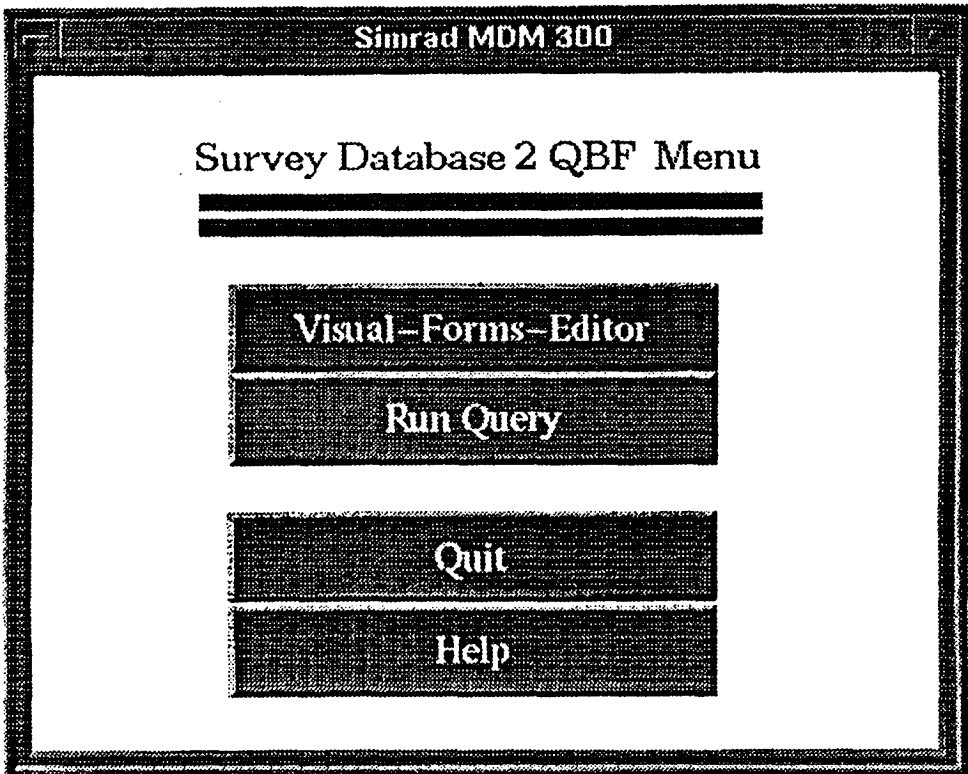 Simrad MDM 300
Survey Database 2 QBF Menu
Visual-Forms-Editor
Run Query
Quit
Help